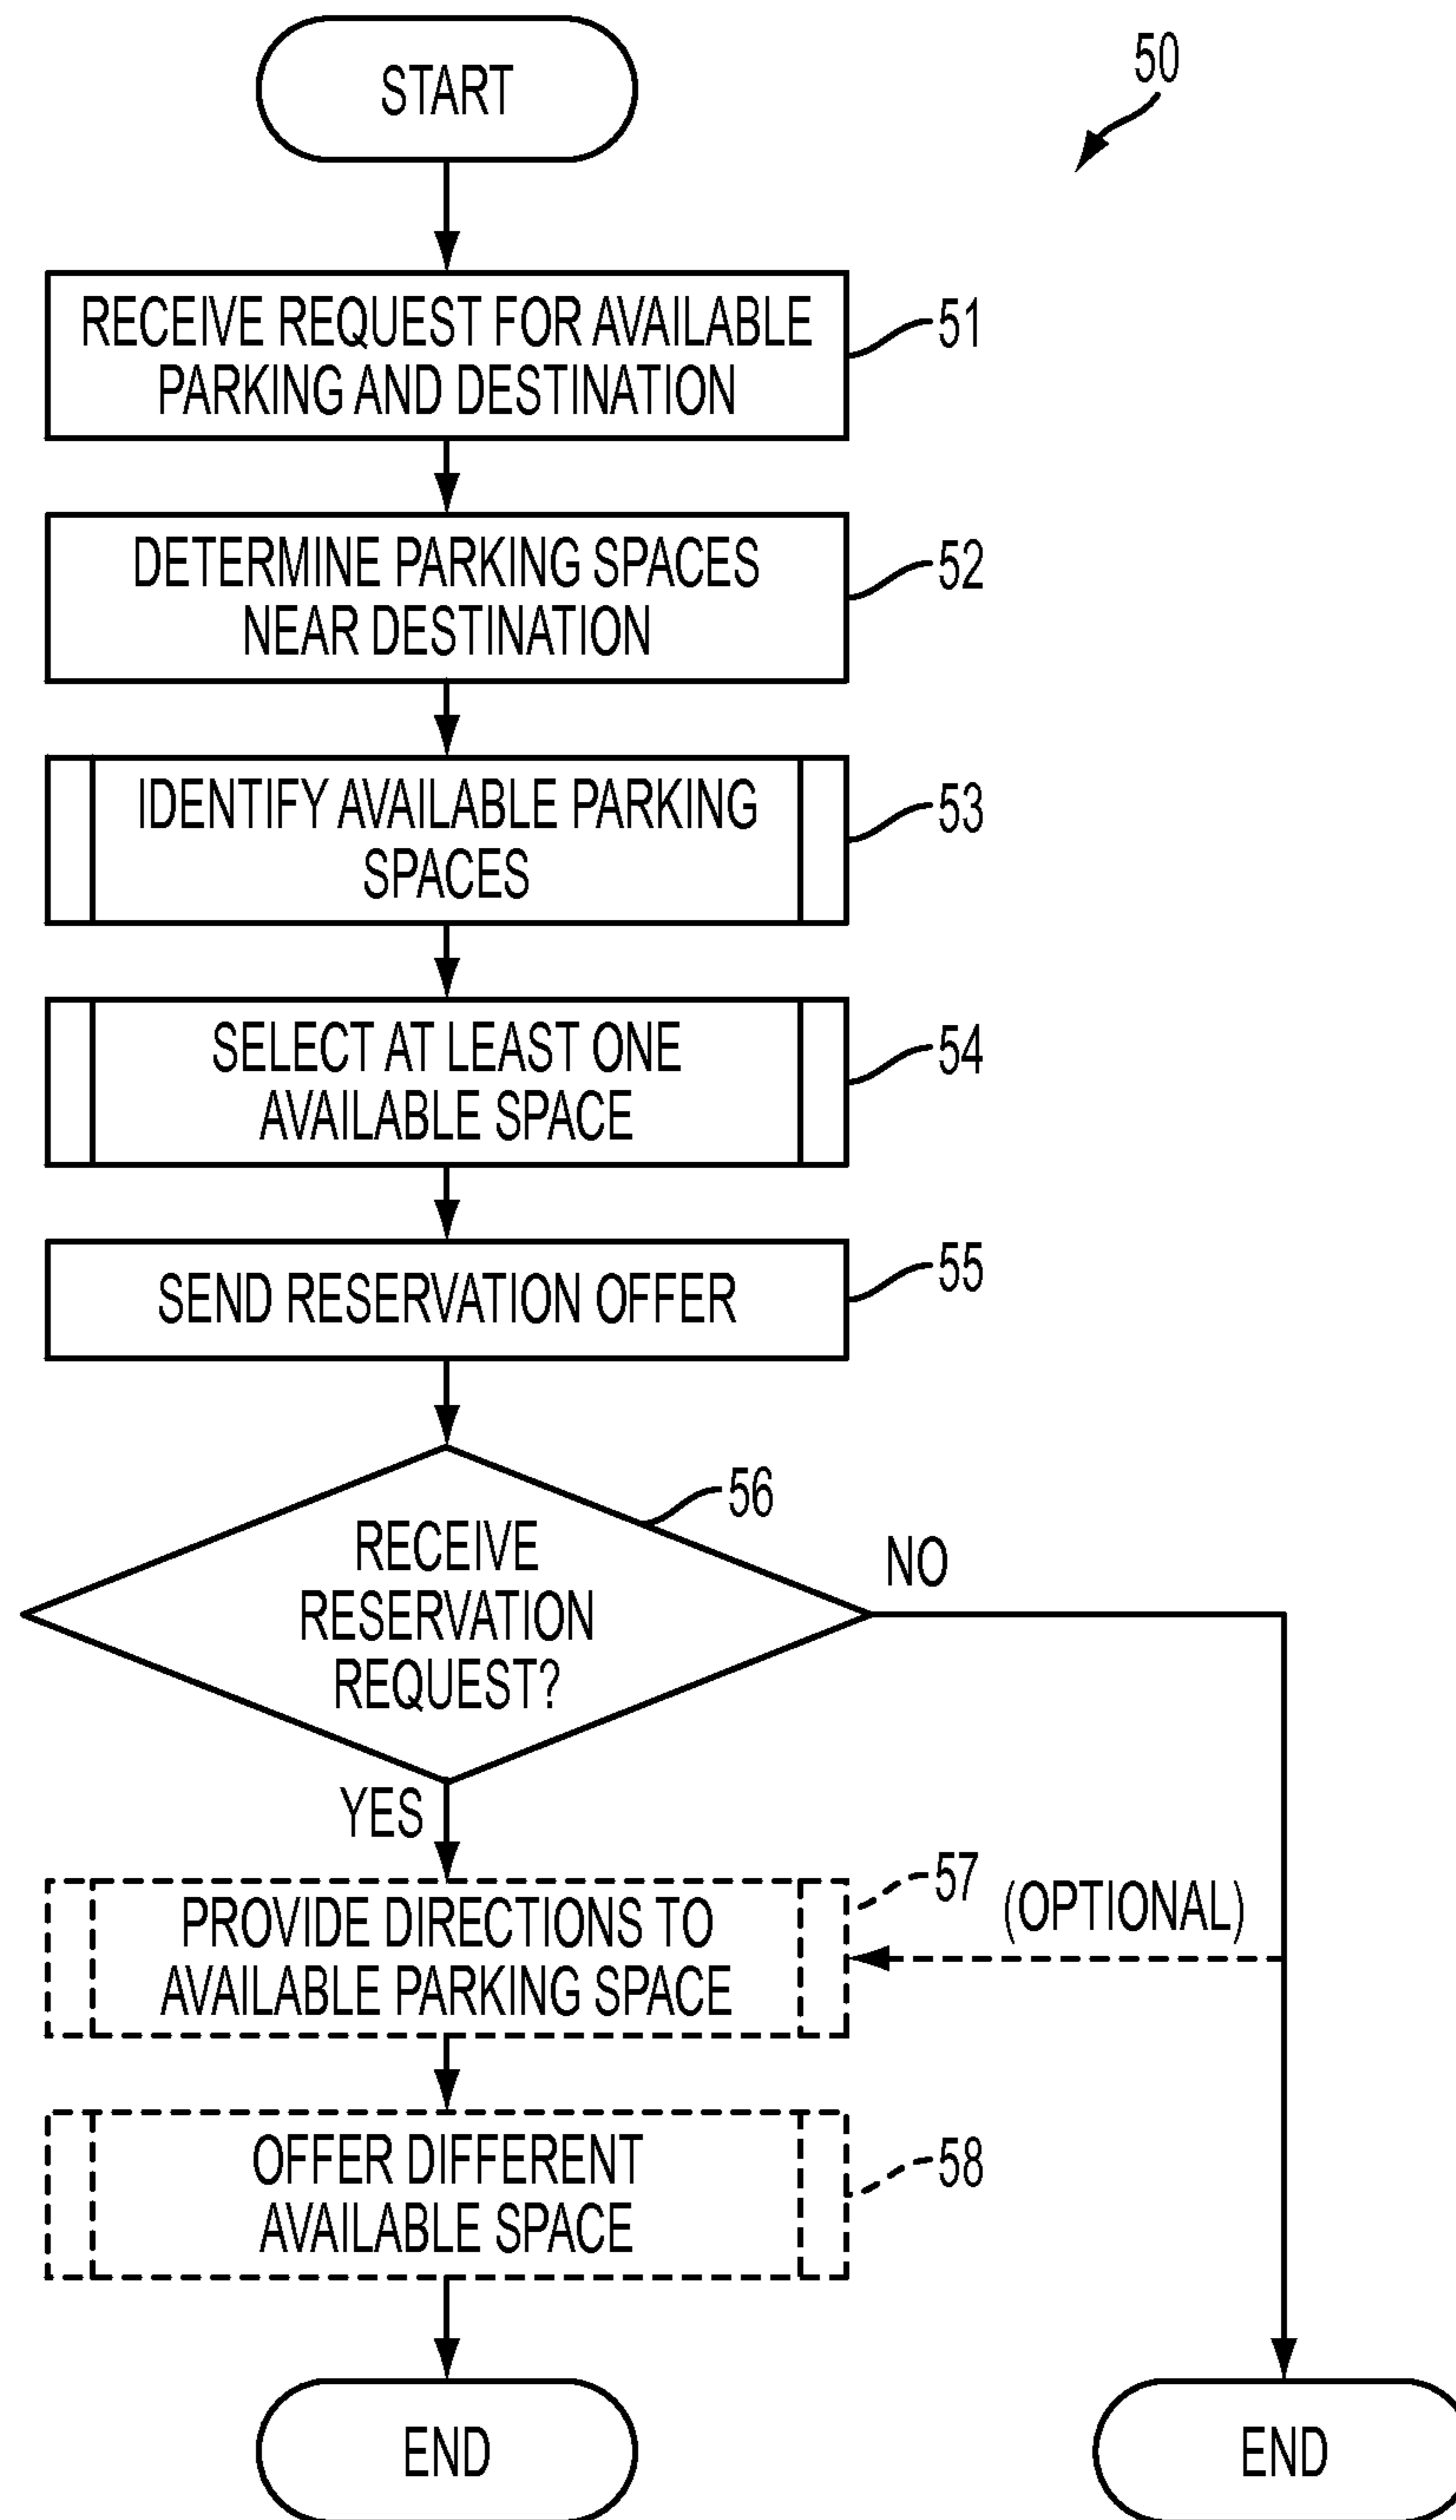 START
50
RECEIVE REQUEST FOR AVAILABLE
PARKING AND DESTINATION
51
DETERMINE PARKING SPACES
NEAR DESTINATION
52
IDENTIFY AVAILABLE PARKING
SPACES
53
SELECT AT LEAST ONE
AVAILABLE SPACE
54
SEND RESERVATION OFFER
55
RECEIVE
RESERVATION
REQUEST?
56
NO
YES
PROVIDE DIRECTIONS TO
AVAILABLE PARKING SPACE
57
(OPTIONAL)
OFFER DIFFERENT
AVAILABLE SPACE
58
END
END